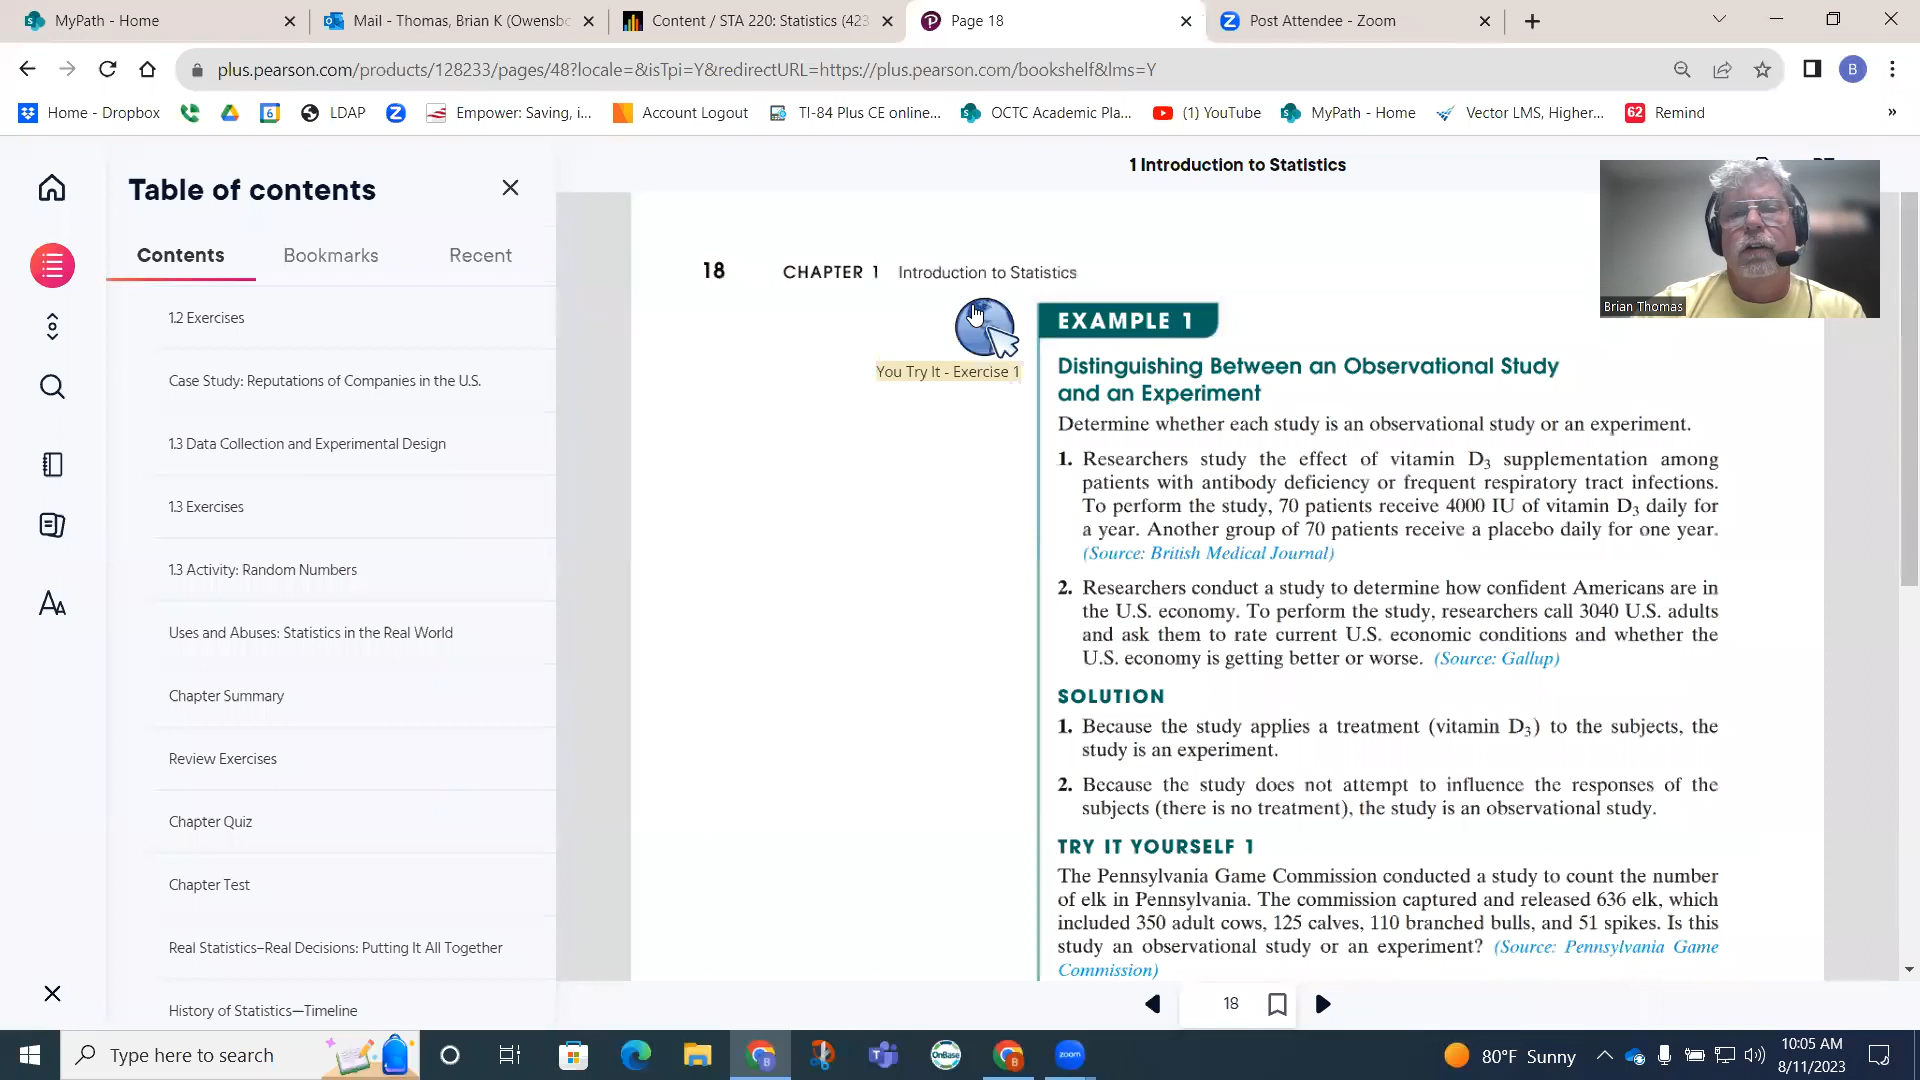 MyPath - Home
Mail - Thomas, Brian K (Owensbo
Content / STA 220: Statistics (423
Page 18
Post Attendee - Zoom
plus.pearson.com/products/128233/pages/48?locale=&isTpi=Y&redirectURL=https://plus.pearson.com/bookshelf&lms=Y
B
Home - Dropbox
6
LDAP
Empower: Saving, i...
Account Logout
TI-84 Plus CE online...
OCTC Academic Pla...
(1) YouTube
MyPath - Home
Vector LMS, Higher...
62 Remind
»
Table of contents
Contents
Bookmarks
Recent
1.2 Exercises
Case Study: Reputations of Companies in the U.S.
1.3 Data Collection and Experimental Design
1.3 Exercises
1.3 Activity: Random Numbers
Uses and Abuses: Statistics in the Real World
Chapter Summary
Review Exercises
Chapter Quiz
Chapter Test
Real Statistics–Real Decisions: Putting It All Together
History of Statistics—Timeline
1 Introduction to Statistics
Brian Thomas
18 CHAPTER 1 Introduction to Statistics
You Try It - Exercise 1
EXAMPLE 1
Distinguishing Between an Observational Study
and an Experiment
Determine whether each study is an observational study or an experiment.
1. Researchers study the effect of vitamin D3 supplementation among
patients with antibody deficiency or frequent respiratory tract infections.
To perform the study, 70 patients receive 4000 IU of vitamin D3 daily for
a year. Another group of 70 patients receive a placebo daily for one year.
(Source: British Medical Journal)
2. Researchers conduct a study to determine how confident Americans are in
the U.S. economy. To perform the study, researchers call 3040 U.S. adults
and ask them to rate current U.S. economic conditions and whether the
U.S. economy is getting better or worse. (Source: Gallup)
SOLUTION
1. Because the study applies a treatment (vitamin D3) to the subjects, the
study is an experiment.
2. Because the study does not attempt to influence the responses of the
subjects (there is no treatment), the study is an observational study.
TRY IT YOURSELF 1
The Pennsylvania Game Commission conducted a study to count the number
of elk in Pennsylvania. The commission captured and released 636 elk, which
included 350 adult cows, 125 calves, 110 branched bulls, and 51 spikes. Is this
study an observational study or an experiment? (Source: Pennsylvania Game
Commission)
18
Type here to search
OnBase
zoom
80°F Sunny
10:05 AM
8/11/2023